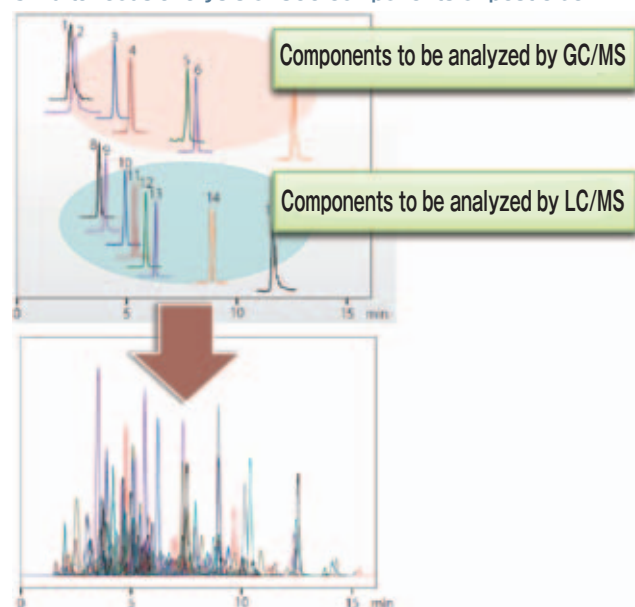 Components to be analyzed by GC/MS
1 2 3 4 5 6
Components to be analyzed by LC/MS
8 9 10 11 12 13 14
0 5 10 15 min
0 5 10 15 min